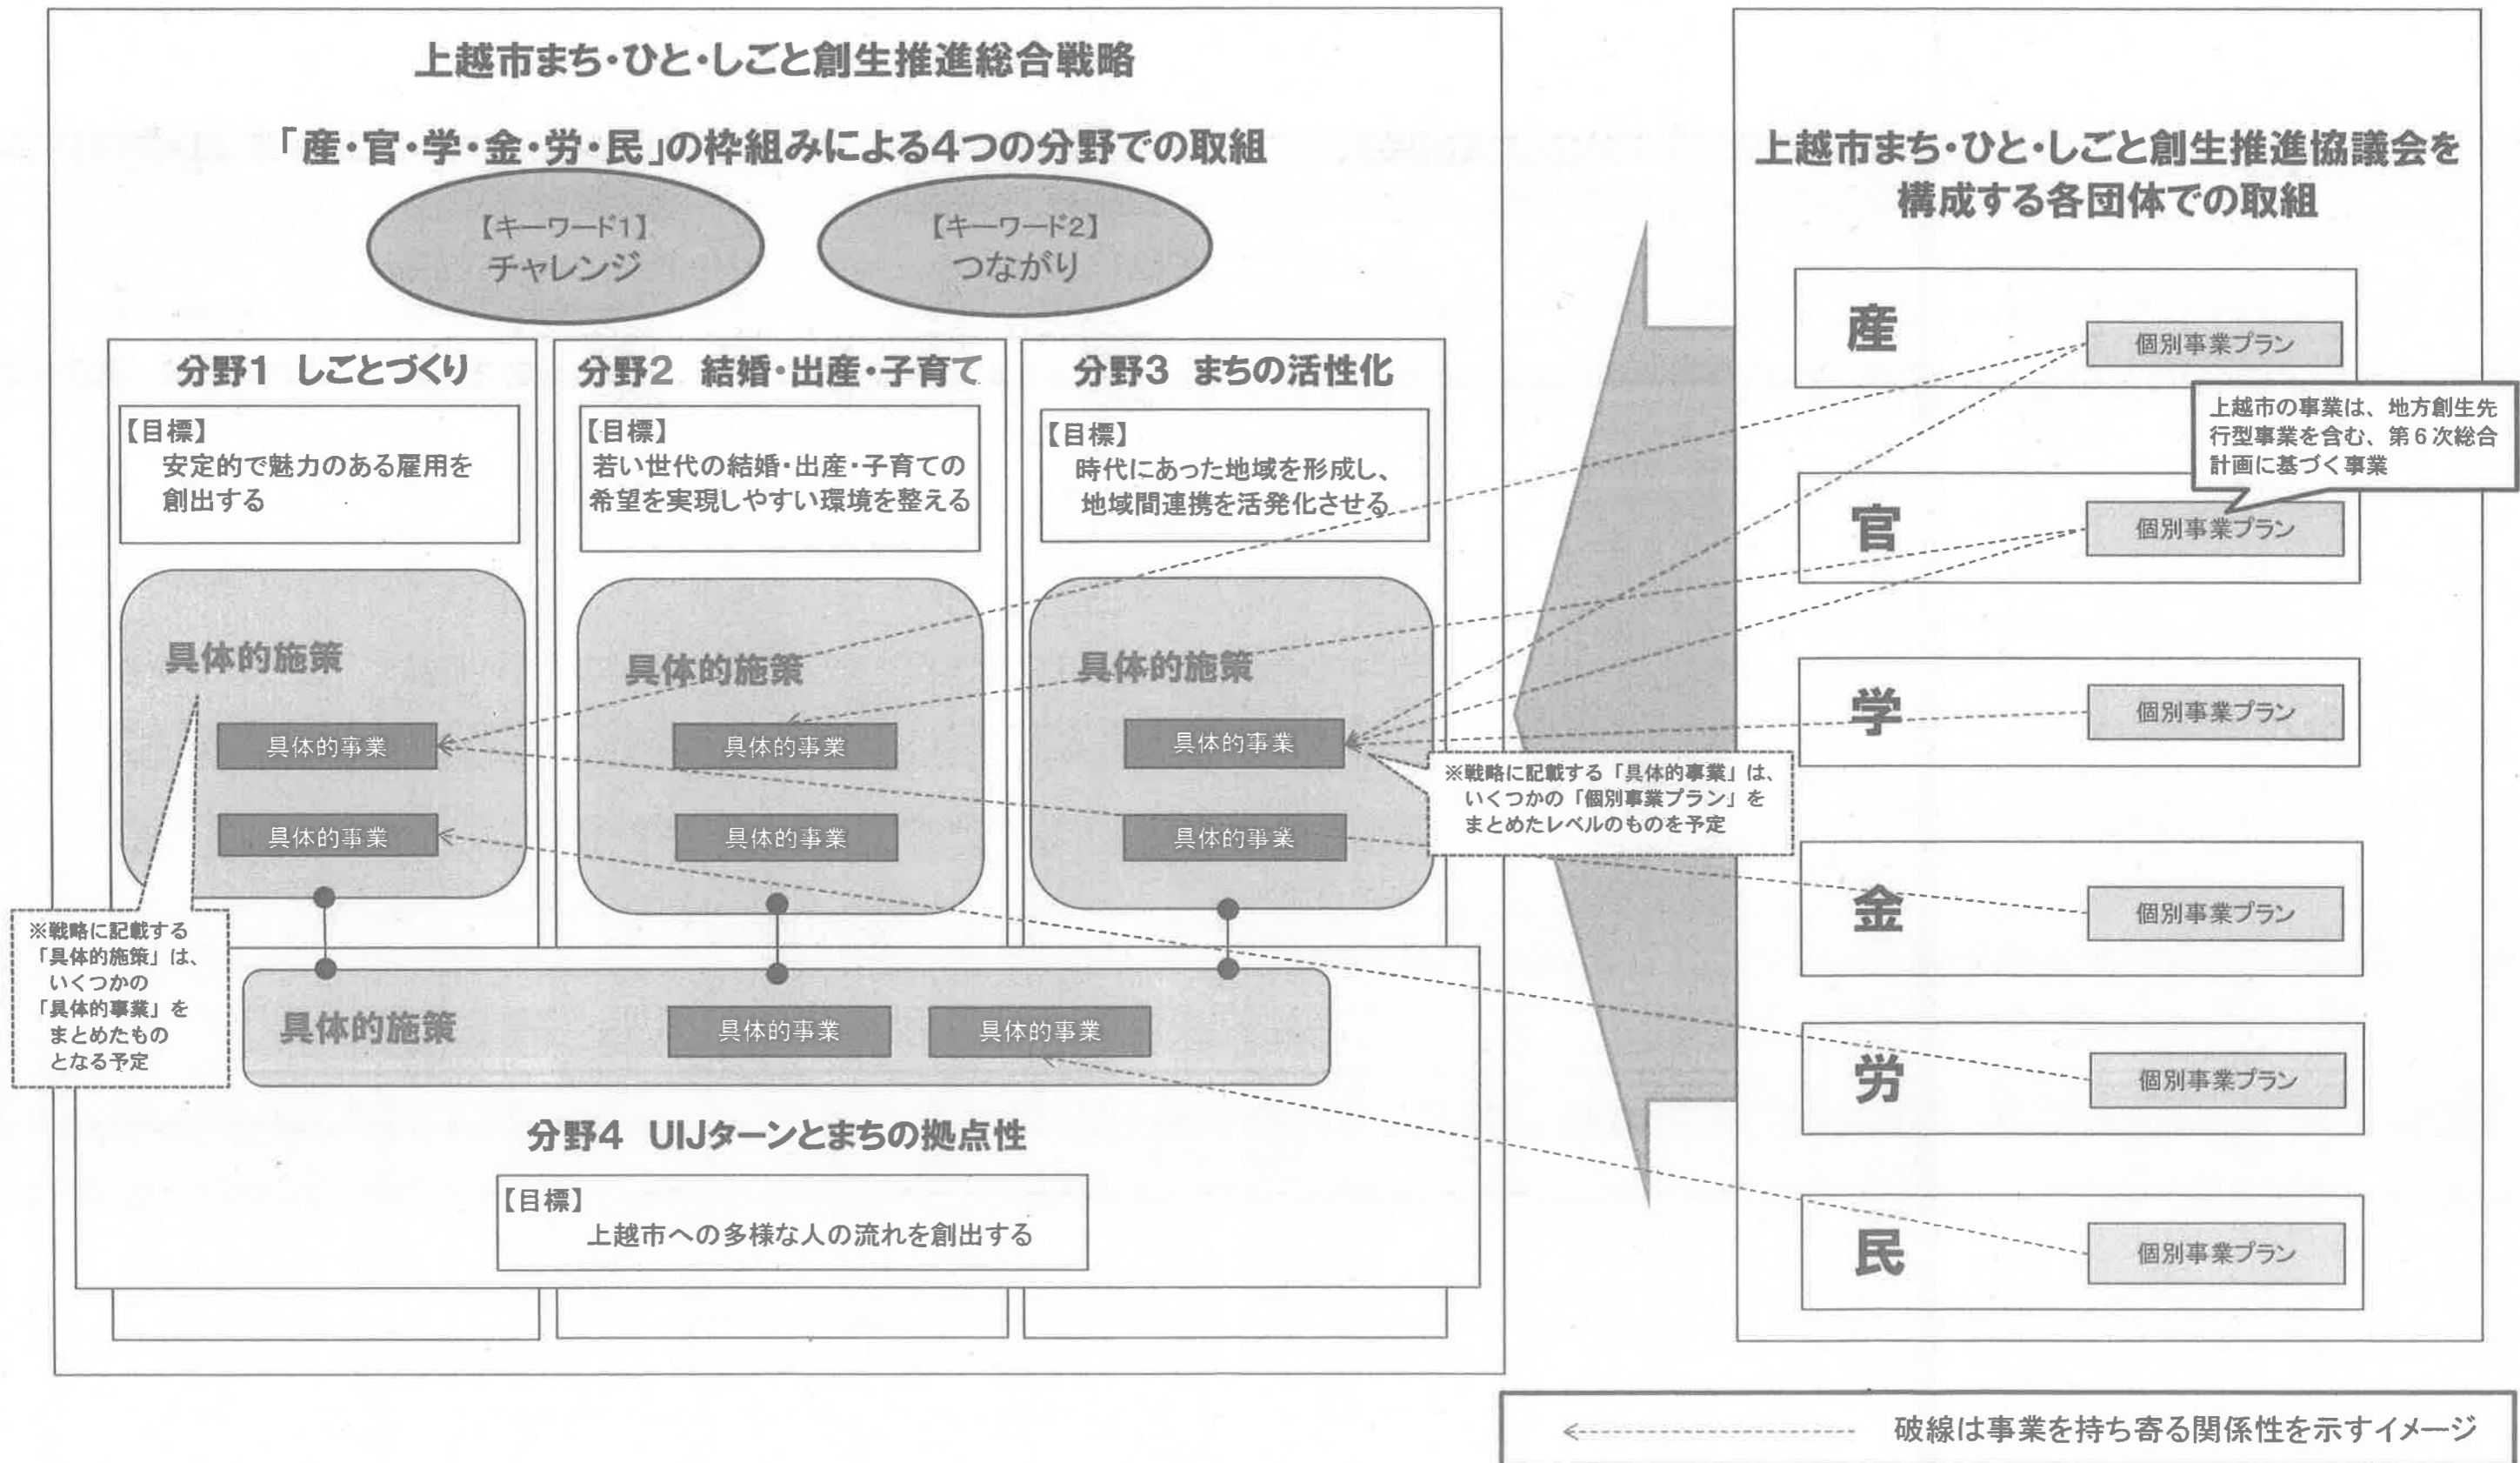 上越市まち・ひと・しごと創生推進総合戦略
「産・官・学・金・労・民」の枠組みによる4つの分野での取組
【キーワード1】
チャレンジ
【キーワード2】
つながり
分野1 しごとづくり
【目標】
安定的で魅力のある雇用を
創出する
具体的施策
具体的事業
具体的事業
※戦略に記載する
「具体的施策」は、
いくつかの
「具体的事業」を
まとめたもの
となる予定
分野2 結婚・出産・子育て
【目標】
若い世代の結婚・出産・子育ての
希望を実現しやすい環境を整える
具体的施策
具体的事業
具体的事業
分野3 まちの活性化
【目標】
時代にあった地域を形成し、
地域間連携を活発化させる
具体的施策
具体的事業
具体的事業
※戦略に記載する「具体的事業」は、
いくつかの「個別事業プラン」を
まとめたレベルのものを予定
具体的施策
具体的事業
具体的事業
分野4 UIJターンとまちの拠点性
【目標】
上越市への多様な人の流れを創出する
上越市まち・ひと・しごと創生推進協議会を
構成する各団体での取組
産
個別事業プラン
上越市の事業は、地方創生先
行型事業を含む、第6次総合
計画に基づく事業
官
個別事業プラン
学
個別事業プラン
金
個別事業プラン
労
個別事業プラン
民
個別事業プラン
破線は事業を持ち寄る関係性を示すイメージ